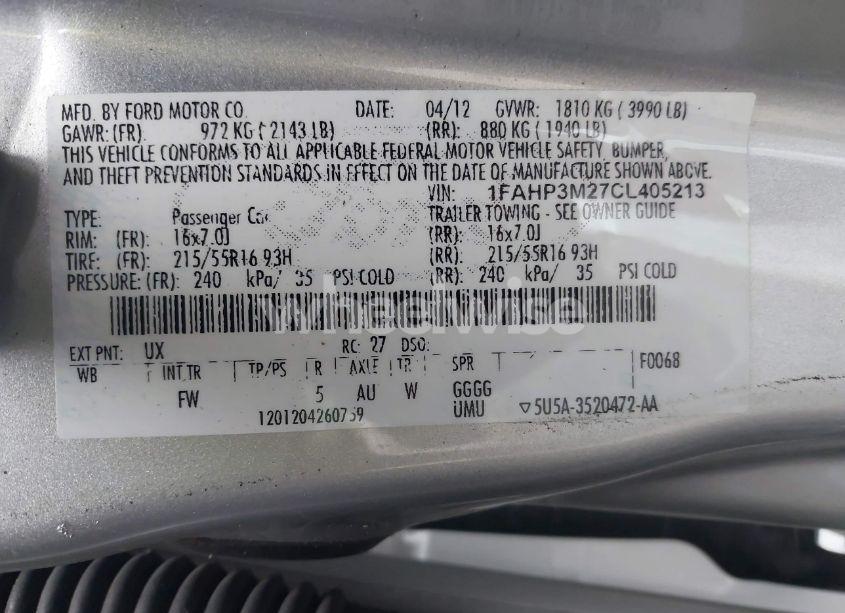 MFD. BY FORD MOTOR CO. DATE: 04/12 GVWR: 1810 KG ( 3990 LB)
GAWR: (FR). 972 KG ( 2143 LB) (RR): 880 KG ( 1940 LB)
THIS VEHICLE CONFORMS TO ALL APPLICABLE FEDERAL MOTOR VEHICLE SAFETY, BUMPER,
AND THEFT PREVENTION STANDARDS IN EFFECT ON THE DATE OF MANUFACTURE SHOWN ABOVE.
VIN: 1FAHP3M27CL405213
TYPE: Passenger Car TRAILER TOWING - SEE OWNER GUIDE
RIM: (FR): 16x7.0J (RR): 16x7.0J
TIRE: (FR): 215/55R16 93H (RR): 215/55R16 93H
PRESSURE: (FR): 240 kPa/ 35 PSI COLD (RR): 240 kPa/ 35 PSI COLD
wheelwise
EXT PNT: UX RC: 27 DSO:
WB INT TR TP/PS R AXLE TR SPR F0068
FW 5 AU W GGGG
1201204260759 UMU ▽5U5A-3520472-AA